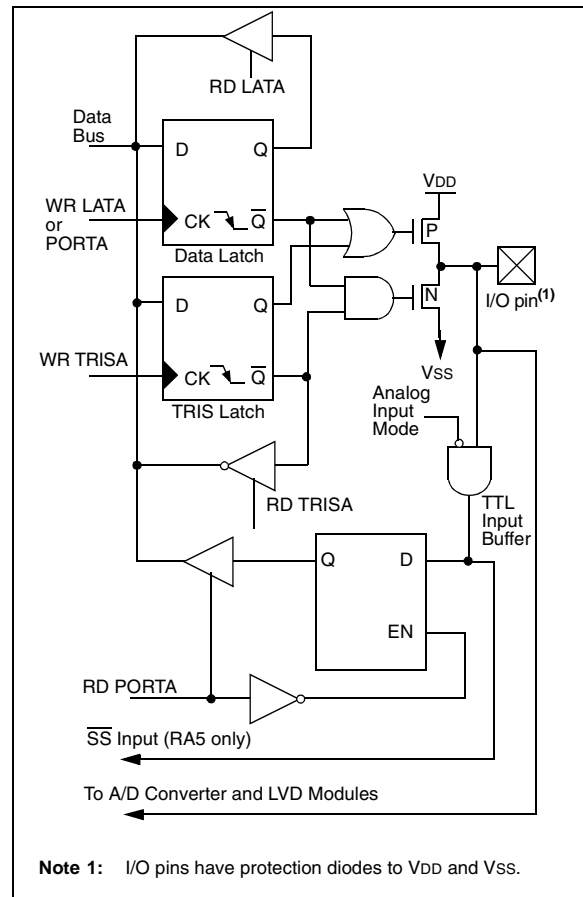 RD LATA
Data
Bus
D
Q
WR LATA
or
PORTA
CK
Q
Data Latch
VDD
P
N
I/O pin(1)
VSS
D
Q
WR TRISA
CK
Q
TRIS Latch
Analog
Input
Mode
TTL
Input
Buffer
RD TRISA
Q
D
EN
RD PORTA
SS Input (RA5 only)
To A/D Converter and LVD Modules
Note 1: I/O pins have protection diodes to VDD and VSS.